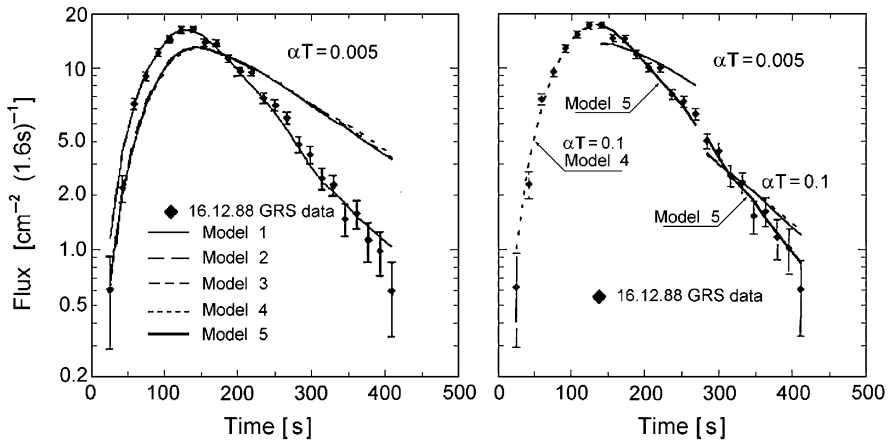 20
10
5.0
2.0
1.0
0.5
0.2
Flux [cm⁻² (1.6s)⁻¹]
αT=0.005
16.12.88 GRS data
Model 1
Model 2
Model 3
Model 4
Model 5
0 100 200 300 400 500
Time [s]
αT=0.005
Model 5
αT=0.1
Model 4
αT=0.1
Model 5
16.12.88 GRS data
0 100 200 300 400 500
Time [s]